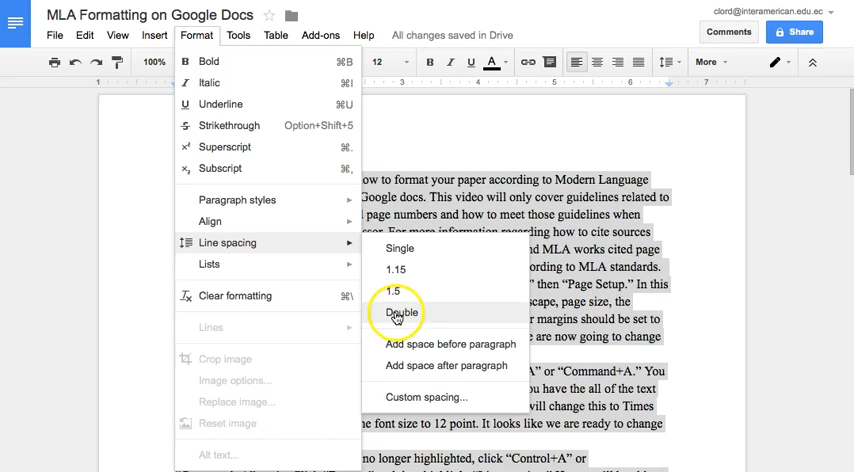 MLA Formatting on Google Docs
clord@interamerican.edu.ec
File Edit View Insert Format Tools Table Add-ons Help All changes saved in Drive
Comments
Share
100%
12
B I U A
More
1 3 4 5 6 7
B Bold ⌘B
I Italic ⌘I
U Underline ⌘U
S Strikethrough Option+Shift+5
x² Superscript ⌘.
x₂ Subscript ⌘,
Paragraph styles
Align
Line spacing
Lists
Clear formatting ⌘\
Lines
Crop image
Image options...
Replace image...
Reset image
Alt text...
Single
1.15
1.5
Double
Add space before paragraph
Add space after paragraph
Custom spacing...
ow to format your paper according to Modern Language
Google docs. This video will only cover guidelines related to
page numbers and how to meet those guidelines when
For more information regarding how to cite sources
nd MLA works cited page
ording to MLA standards.
" then "Page Setup." In this
scape, page size, the
r margins should be set to
e are now going to change
A" or "Command+A." You
ou have the all of the text
will change this to Times
he font size to 12 point. It looks like we are ready to change
no longer highlighted, click "Control+A" or